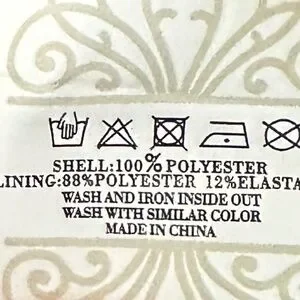 SHELL:100%POLYESTER
LINING:88%POLYESTER 12%ELASTA
WASH AND IRON INSIDE OUT
WASH WITH SIMILAR COLOR
MADE IN CHINA